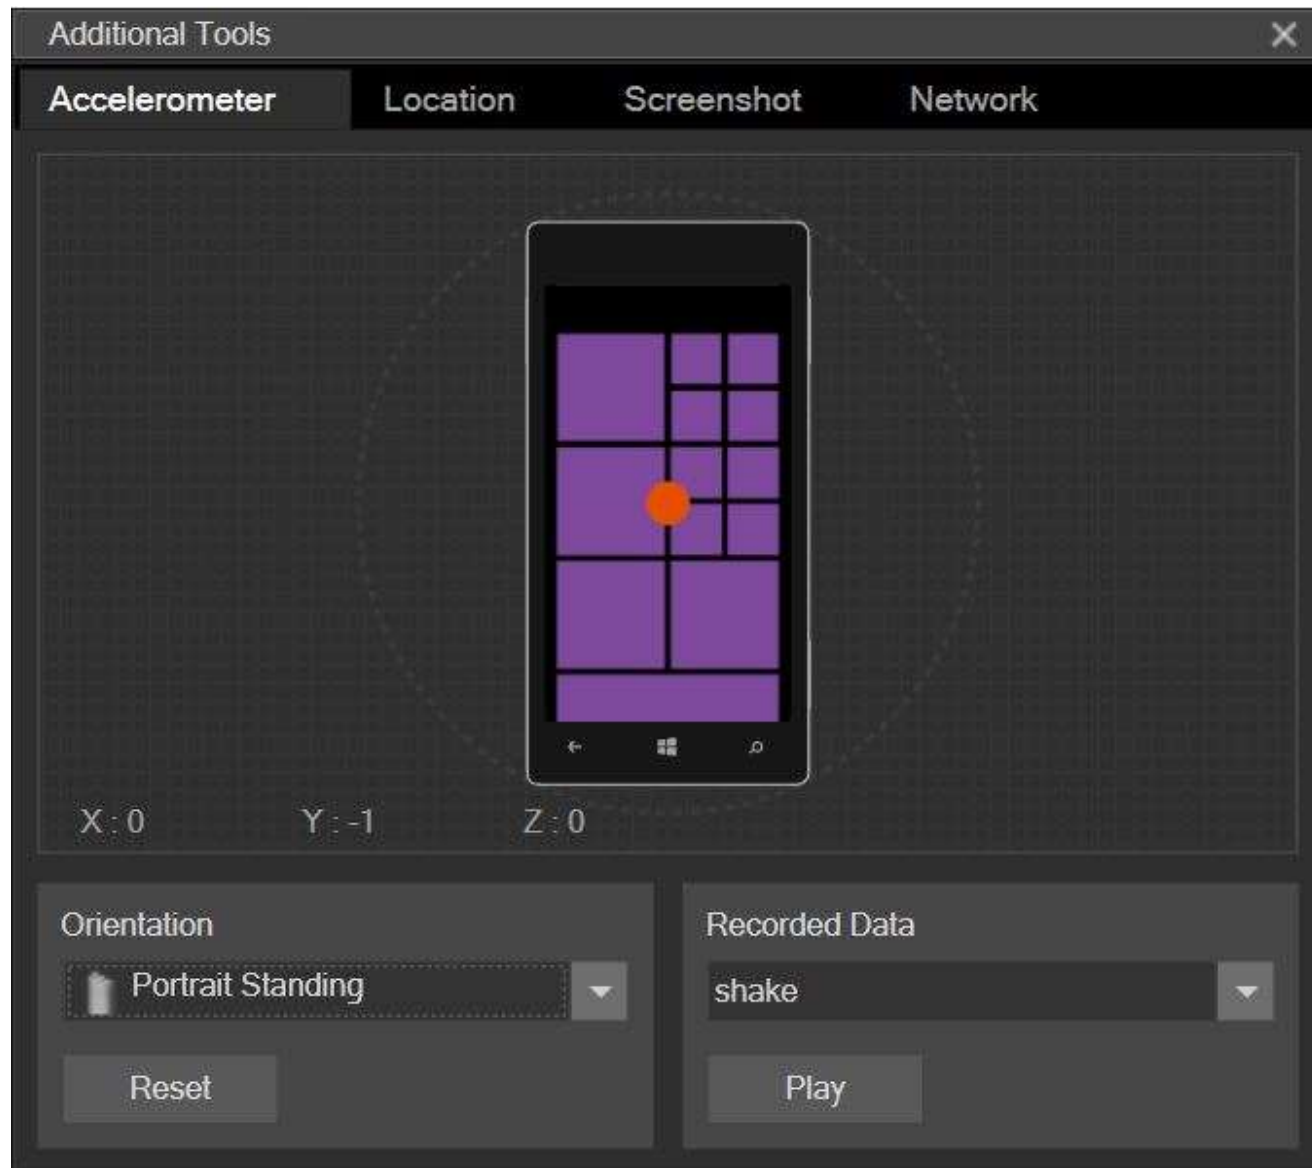 Additional Tools
Accelerometer Location Screenshot Network
X : 0 Y : -1 Z : 0
Orientation Recorded Data
Portrait Standing shake
Reset Play